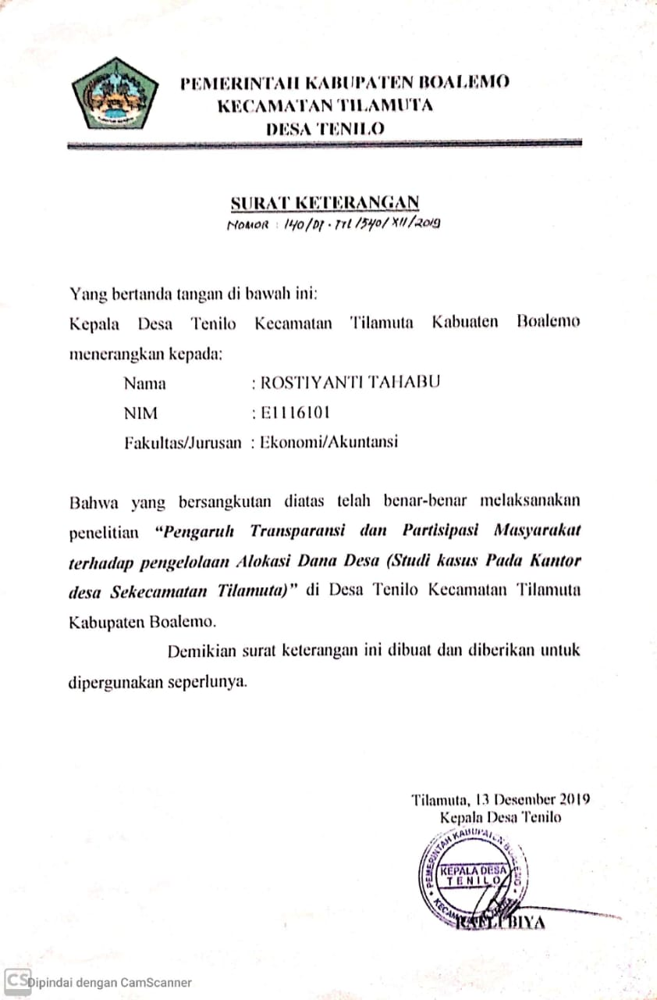 PEMERINTAH KABUPATEN BOALEMO
KECAMATAN TILAMUTA
DESA TENILO
SURAT KETERANGAN
NOMOR : 140/DT. TTL/540/XII/2019
Yang bertanda tangan di bawah ini:
Kepala Desa Tenilo Kecamatan Tilamuta Kabuaten Boalemo
menerangkan kepada:
Nama : ROSTIYANTI TAHABU
NIM : E1116101
Fakultas/Jurusan : Ekonomi/Akuntansi
Bahwa yang bersangkutan diatas telah benar-benar melaksanakan
penelitian “Pengaruh Transparansi dan Partisipasi Masyarakat
terhadap pengelolaan Alokasi Dana Desa (Studi kasus Pada Kantor
desa Sekecamatan Tilamuta)” di Desa Tenilo Kecamatan Tilamuta
Kabupaten Boalemo.
Demikian surat keterangan ini dibuat dan diberikan untuk
dipergunakan seperlunya.
Tilamuta, 13 Desember 2019
Kepala Desa Tenilo
PEMERINTAH KABUPATEN BOALEMO
KEPALA DESA
TENILO
BIYA
CS Dipindai dengan CamScanner